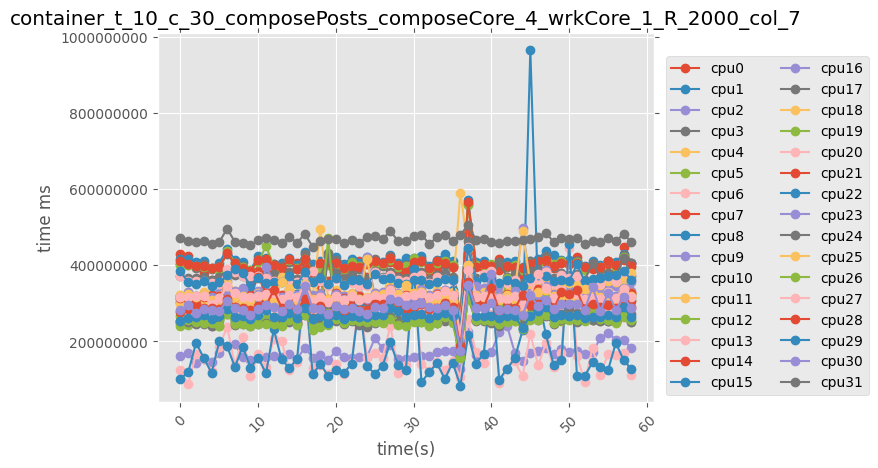 container_t_10_c_30_composePosts_composeCore_4_wrkCore_1_R_2000_col_7
1000000000
800000000
600000000
400000000
200000000
time ms
0
10
20
30
40
50
60
time(s)
cpu0
cpu1
cpu2
cpu3
cpu4
cpu5
cpu6
cpu7
cpu8
cpu9
cpu10
cpu11
cpu12
cpu13
cpu14
cpu15
cpu16
cpu17
cpu18
cpu19
cpu20
cpu21
cpu22
cpu23
cpu24
cpu25
cpu26
cpu27
cpu28
cpu29
cpu30
cpu31